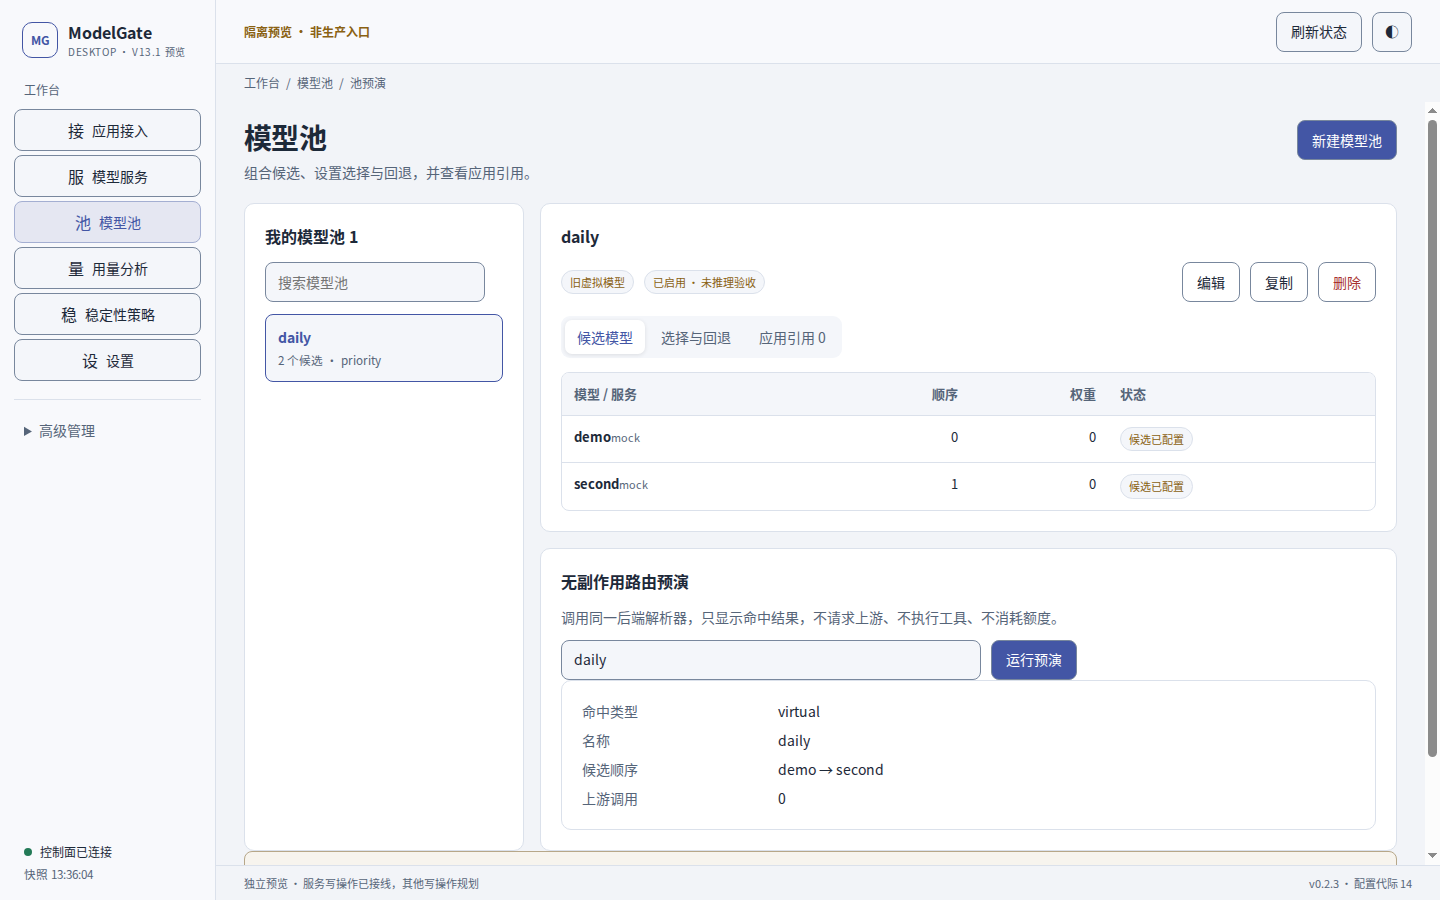 MG
ModelGate
DESKTOP · V13.1 预览
工作台
接 应用接入
服 模型服务
池 模型池
量 用量分析
稳 稳定性策略
设 设置
▶ 高级管理
控制面已连接
快照 13:36:04
隔离预览 · 非生产入口
刷新状态
工作台 / 模型池 / 池预演
模型池
组合候选、设置选择与回退，并查看应用引用。
新建模型池
我的模型池 1
搜索模型池
daily
2 个候选 · priority
daily
旧虚拟模型
已启用 · 未推理验收
编辑
复制
删除
候选模型
选择与回退
应用引用 0
模型 / 服务 顺序 权重 状态
demomock 0 0 候选已配置
secondmock 1 0 候选已配置
无副作用路由预演
调用同一后端解析器，只显示命中结果，不请求上游、不执行工具、不消耗额度。
daily
运行预演
命中类型 virtual
名称 daily
候选顺序 demo → second
上游调用 0
独立预览 · 服务写操作已接线，其他写操作规划
v0.2.3 · 配置代际 14